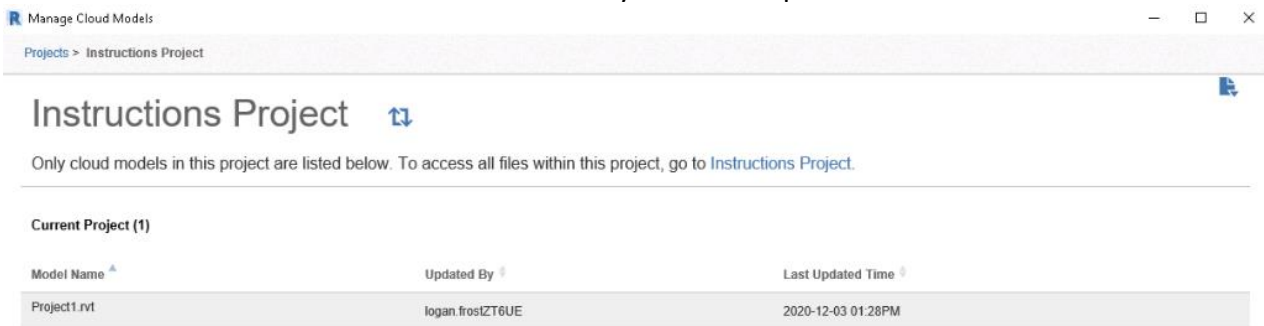 R Manage Cloud Models
Projects > Instructions Project
Instructions Project
Only cloud models in this project are listed below. To access all files within this project, go to Instructions Project.
Current Project (1)
Model Name Updated By Last Updated Time
Project1.rvt logan.frostZT6UE 2020-12-03 01:28PM